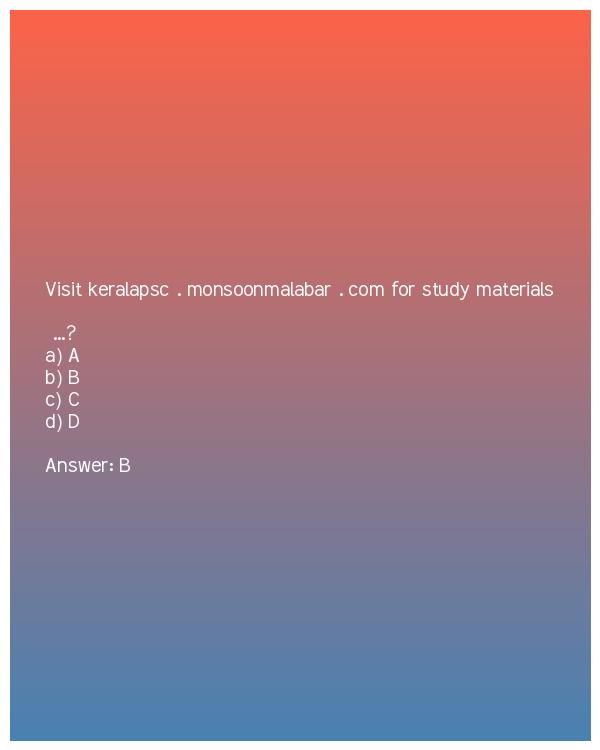 Visit keralapsc . monsoonmalabar . com for study materials
...?
a) A
b) B
c) C
d) D
Answer: B